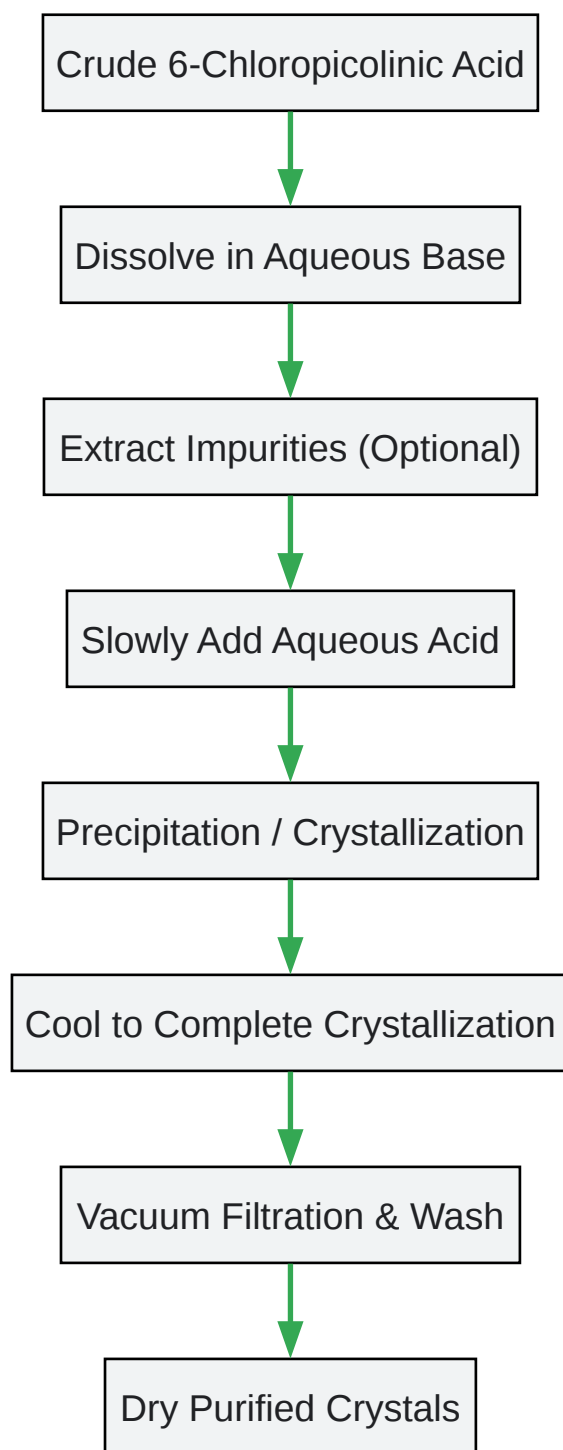 Crude 6-Chloropicolinic Acid
Dissolve in Aqueous Base
Extract Impurities (Optional)
Slowly Add Aqueous Acid
Precipitation / Crystallization
Cool to Complete Crystallization
Vacuum Filtration & Wash
Dry Purified Crystals